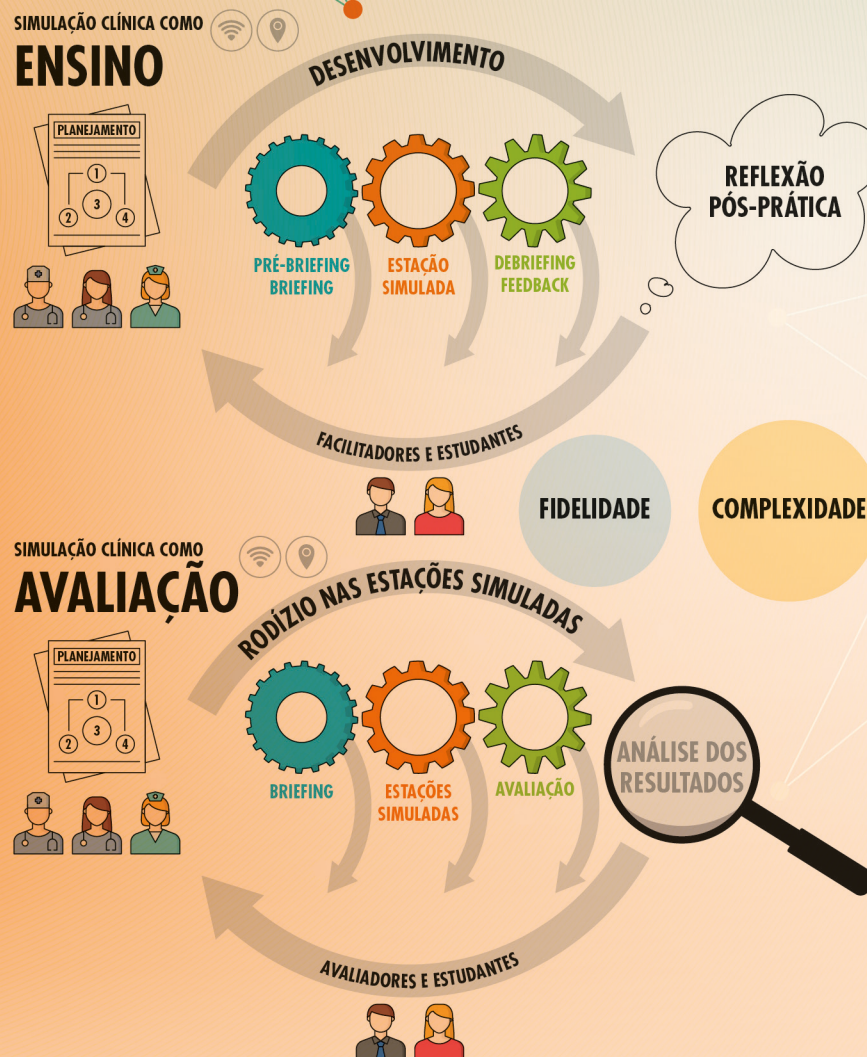 SIMULAÇÃO CLÍNICA COMO
ENSINO
DESENVOLVIMENTO
PLANEJAMENTO
1
2
3
4
PRÉ-BRIEFING
BRIEFING
ESTAÇÃO
SIMULADA
DEBRIEFING
FEEDBACK
REFLEXÃO
PÓS-PRÁTICA
FACILITADORES E ESTUDANTES
FIDELIDADE
COMPLEXIDADE
SIMULAÇÃO CLÍNICA COMO
AVALIAÇÃO
RODÍZIO NAS ESTAÇÕES SIMULADAS
PLANEJAMENTO
1
2
3
4
BRIEFING
ESTAÇÕES
SIMULADAS
AVALIAÇÃO
ANÁLISE DOS
RESULTADOS
AVALIADORES E ESTUDANTES